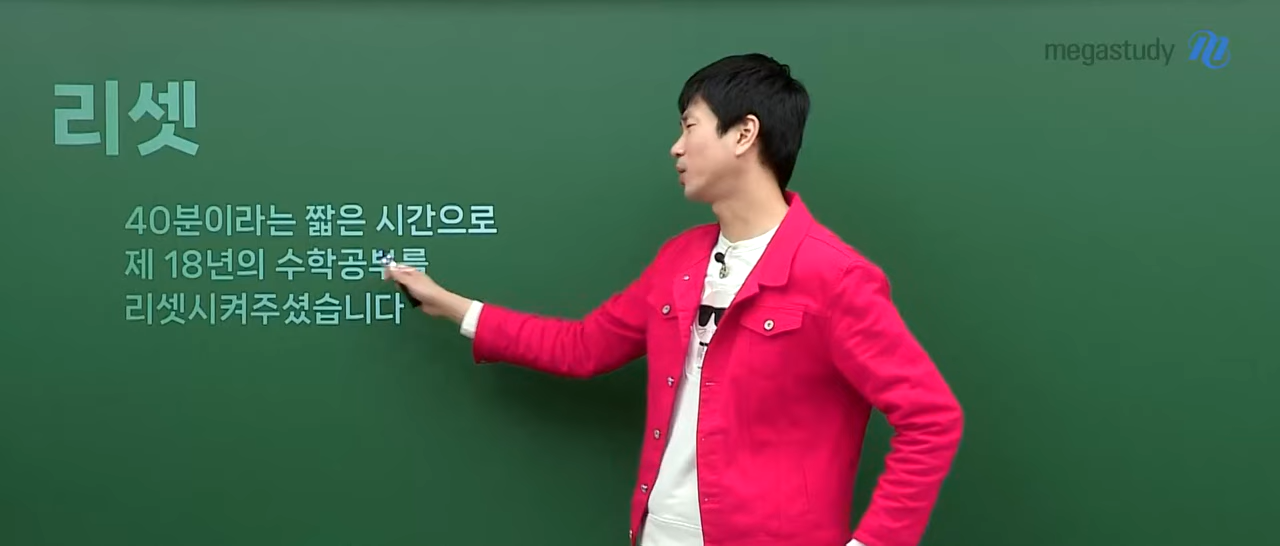 megastudy
리셋
40분이라는 짧은 시간으로
제 18년의 수학공부를
리셋시켜주셨습니다